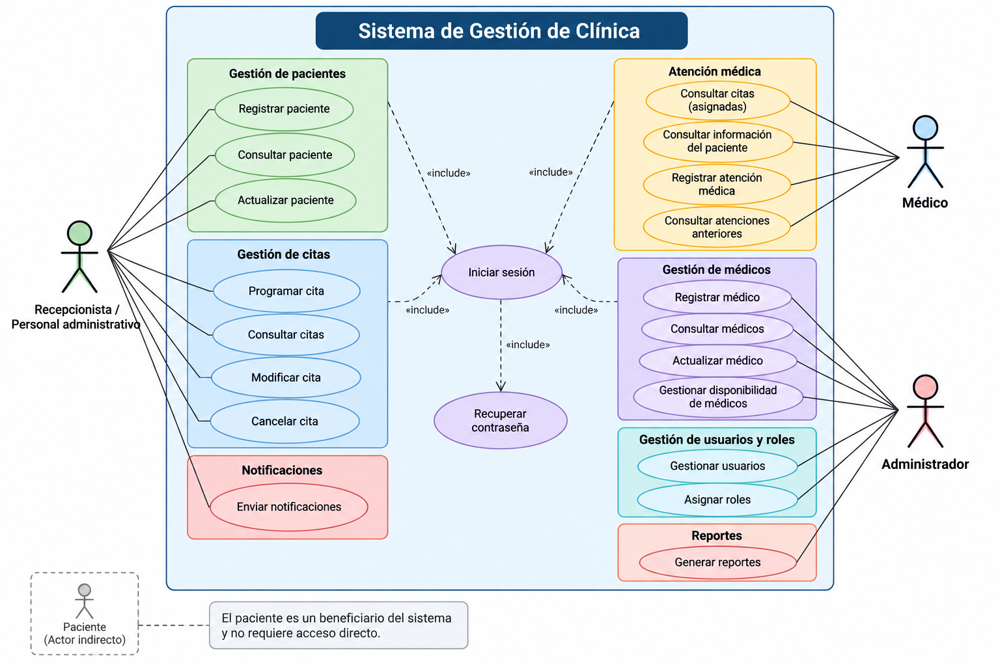 Sistema de Gestión de Clínica
Gestión de pacientes
Registrar paciente
Consultar paciente
Actualizar paciente
Gestión de citas
Programar cita
Consultar citas
Modificar cita
Cancelar cita
Notificaciones
Enviar notificaciones
Recepcionista /
Personal administrativo
«include»
«include»
Iniciar sesión
«include»
«include»
«include»
Recuperar
contraseña
Atención médica
Consultar citas
(asignadas)
Consultar información
del paciente
Registrar atención
médica
Consultar atenciones
anteriores
Gestión de médicos
Registrar médico
Consultar médicos
Actualizar médico
Gestionar disponibilidad
de médicos
Gestión de usuarios y roles
Gestionar usuarios
Asignar roles
Reportes
Generar reportes
Médico
Administrador
Paciente
(Actor indirecto)
El paciente es un beneficiario del sistema
y no requiere acceso directo.